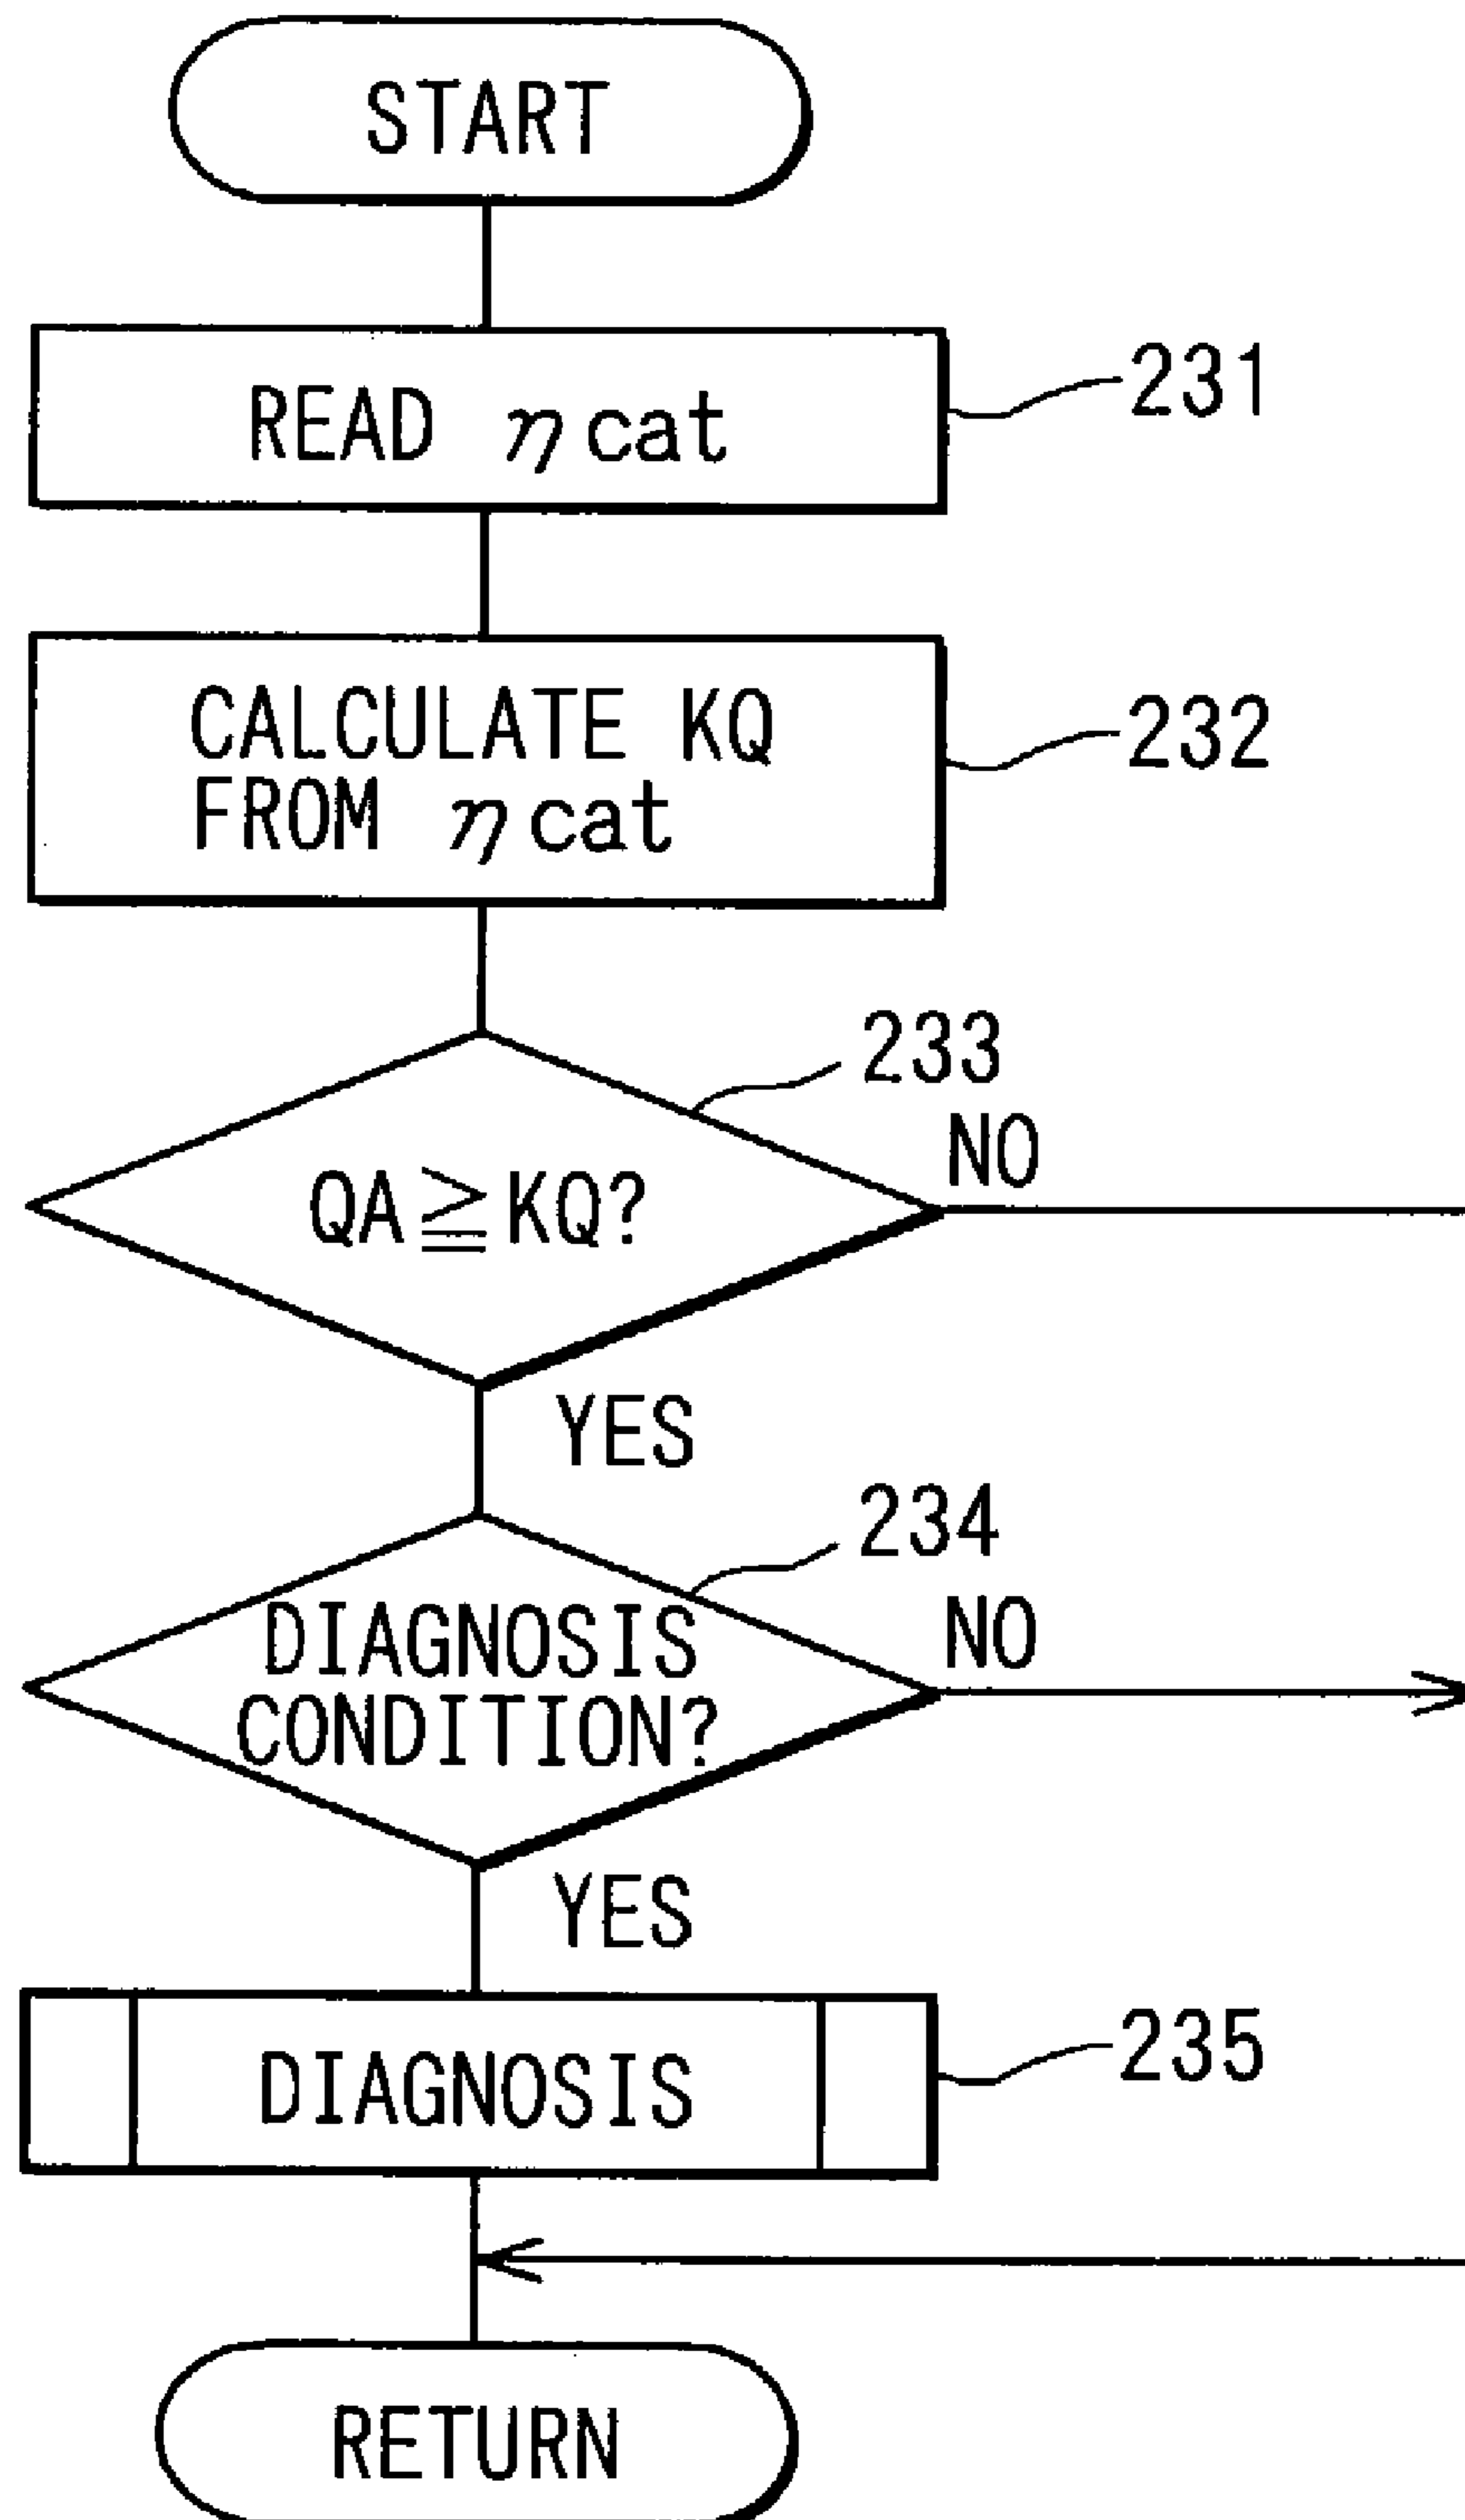 START
READ ηcat
231
CALCULATE KQ
FROM ηcat
232
233
QA≧KQ?
NO
YES
234
DIAGNOSIS
CONDITION?
NO
YES
DIAGNOSIS
235
RETURN